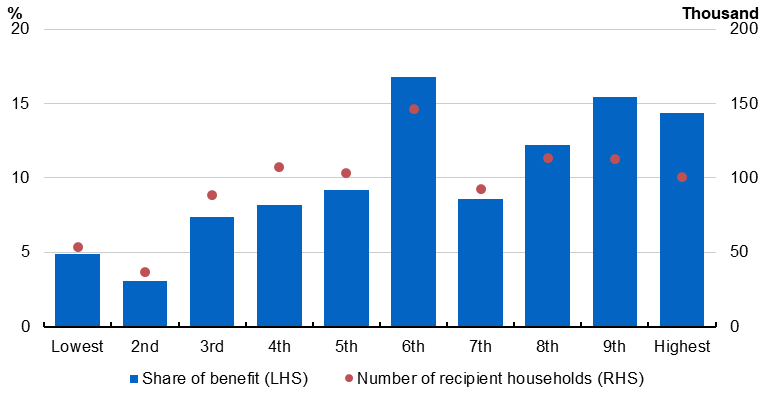 % Thousand
20 200
15 150
10 100
5 50
0 0
Lowest 2nd 3rd 4th 5th 6th 7th 8th 9th Highest
Share of benefit (LHS) Number of recipient households (RHS)